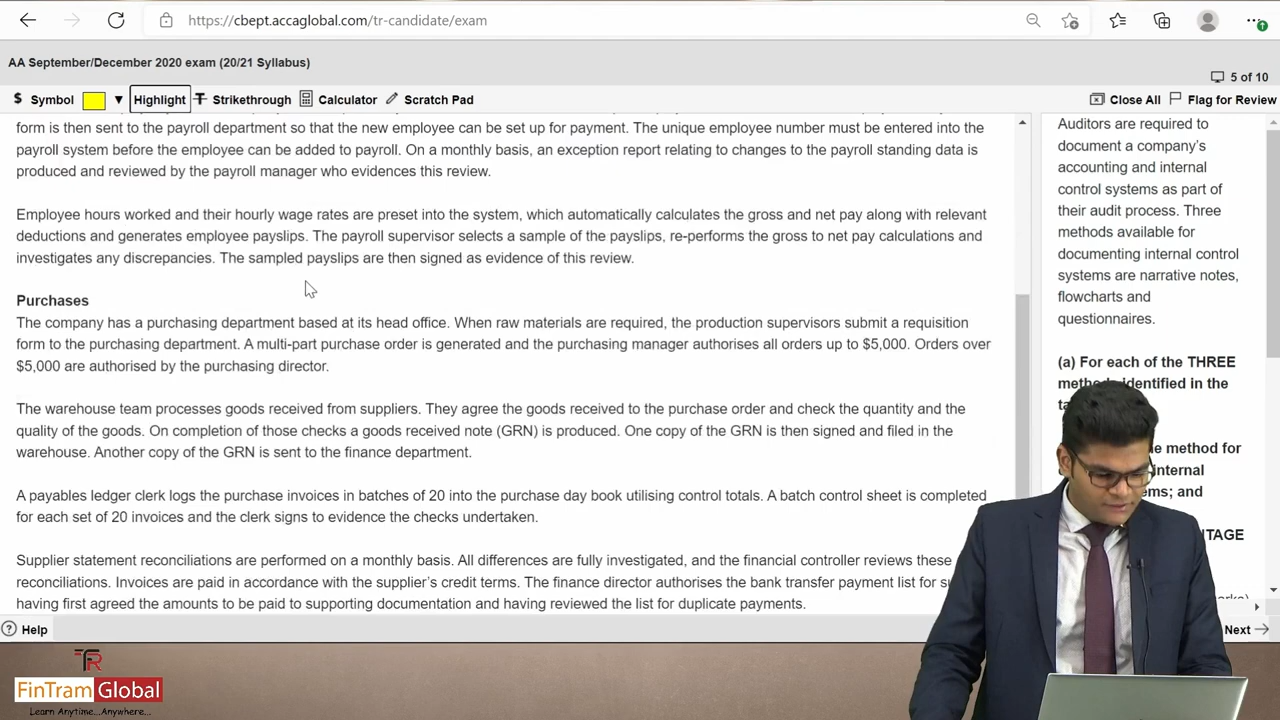 https://cbept.accaglobal.com/tr-candidate/exam
AA September/December 2020 exam (20/21 Syllabus)
5 of 10
$ Symbol Highlight Strikethrough Calculator Scratch Pad Close All Flag for Review
form is then sent to the payroll department so that the new employee can be set up for payment. The unique employee number must be entered into the
payroll system before the employee can be added to payroll. On a monthly basis, an exception report relating to changes to the payroll standing data is
produced and reviewed by the payroll manager who evidences this review.
Employee hours worked and their hourly wage rates are preset into the system, which automatically calculates the gross and net pay along with relevant
deductions and generates employee payslips. The payroll supervisor selects a sample of the payslips, re-performs the gross to net pay calculations and
investigates any discrepancies. The sampled payslips are then signed as evidence of this review.
Purchases
The company has a purchasing department based at its head office. When raw materials are required, the production supervisors submit a requisition
form to the purchasing department. A multi-part purchase order is generated and the purchasing manager authorises all orders up to $5,000. Orders over
$5,000 are authorised by the purchasing director.
The warehouse team processes goods received from suppliers. They agree the goods received to the purchase order and check the quantity and the
quality of the goods. On completion of those checks a goods received note (GRN) is produced. One copy of the GRN is then signed and filed in the
warehouse. Another copy of the GRN is sent to the finance department.
A payables ledger clerk logs the purchase invoices in batches of 20 into the purchase day book utilising control totals. A batch control sheet is completed
for each set of 20 invoices and the clerk signs to evidence the checks undertaken.
Supplier statement reconciliations are performed on a monthly basis. All differences are fully investigated, and the financial controller reviews these
reconciliations. Invoices are paid in accordance with the supplier's credit terms. The finance director authorises the bank transfer payment list for
having first agreed the amounts to be paid to supporting documentation and having reviewed the list for duplicate payments.
Auditors are required to
document a company's
accounting and internal
control systems as part of
their audit process. Three
methods available for
documenting internal control
systems are narrative notes,
flowcharts and
questionnaires.
(a) For each of the THREE
identified in the
method for
internal
and
Help
Next
FinTram Global
Learn Anytime...Anywhere...